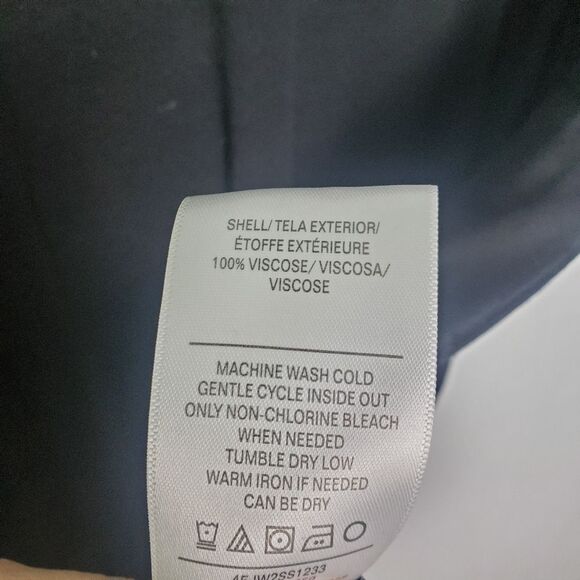 SHELL/ TELA EXTERIOR/
ÉTOFFE EXTÉRIEURE
100% VISCOSE/ VISCOSA/
VISCOSE
MACHINE WASH COLD
GENTLE CYCLE INSIDE OUT
ONLY NON-CHLORINE BLEACH
WHEN NEEDED
TUMBLE DRY LOW
WARM IRON IF NEEDED
CAN BE DRY